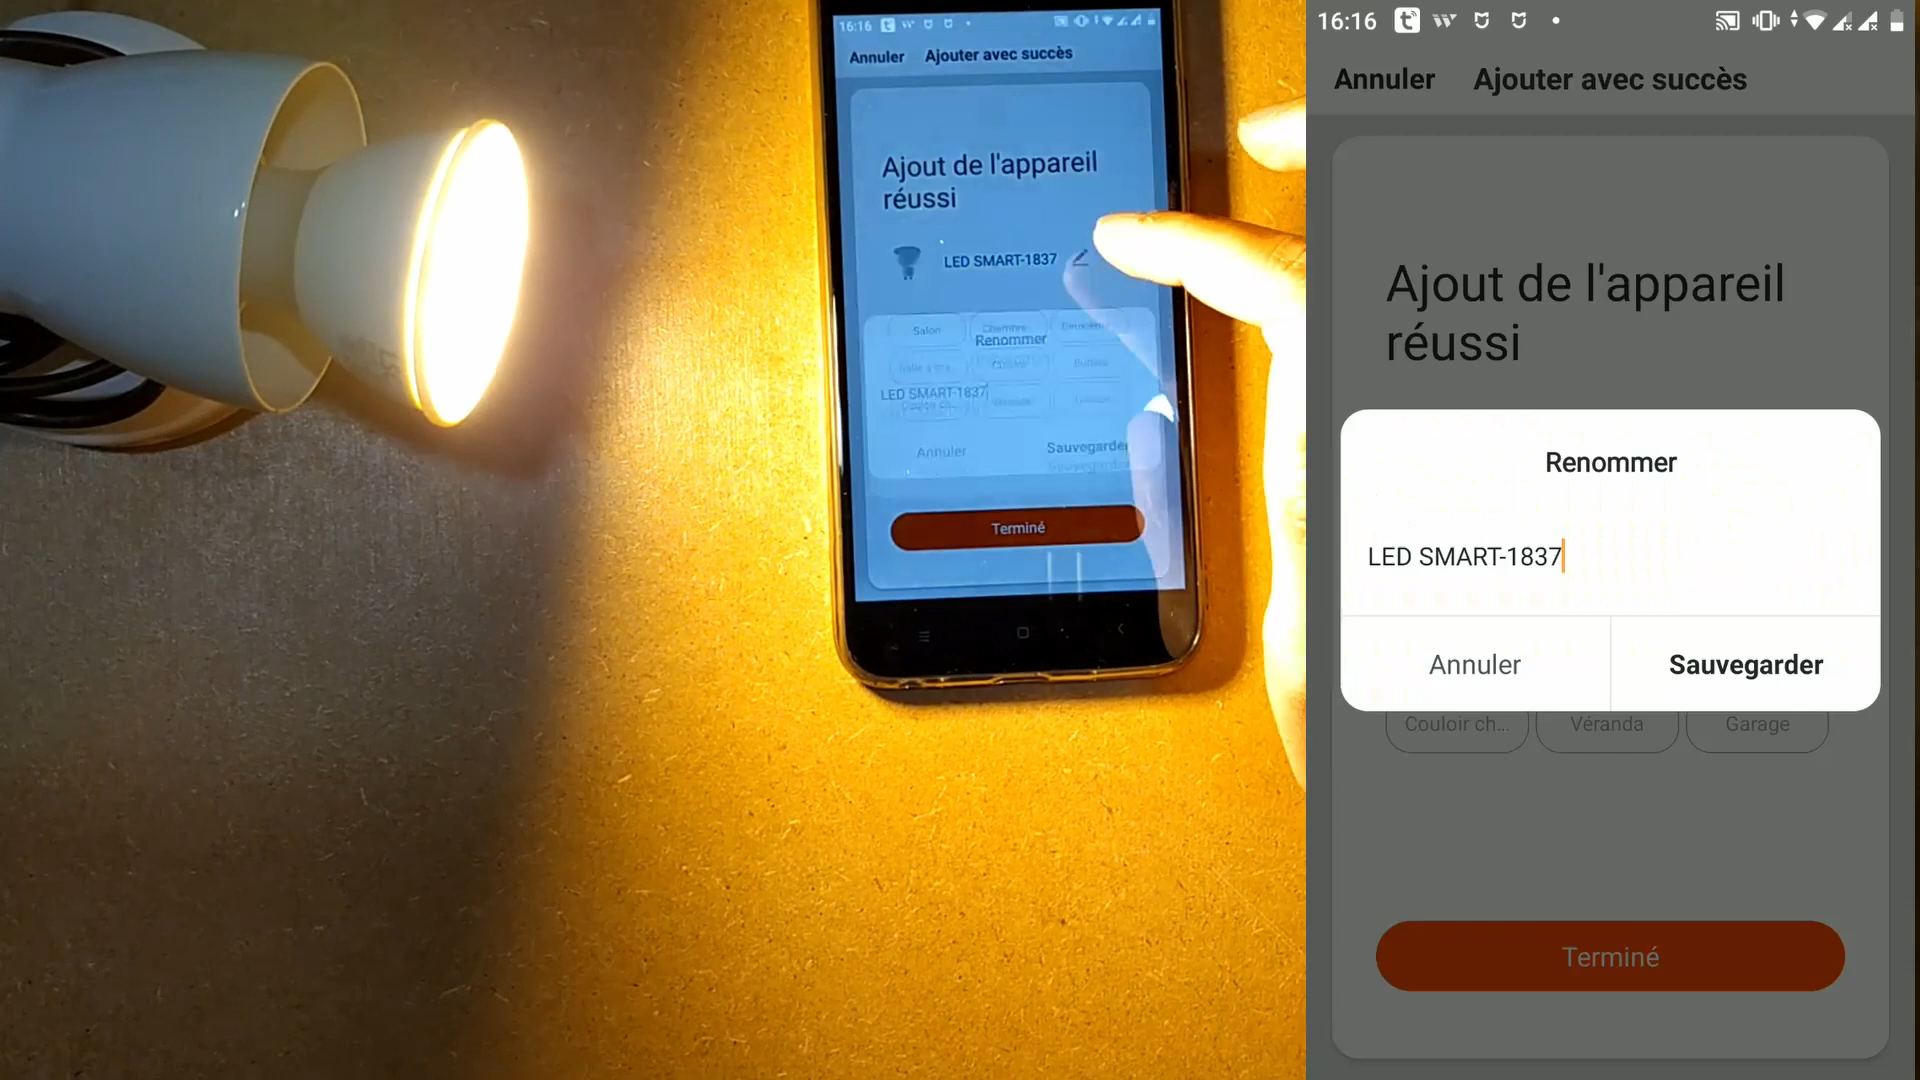 16:16
Annuler Ajouter avec succès
Ajout de l'appareil
réussi
LED SMART-1837
Salon
Chambre
Renommer
LED SMART-1837
Annuler
Sauvegarder
Terminé
16:16
Annuler Ajouter avec succès
Ajout de l'appareil
réussi
Renommer
LED SMART-1837
Annuler
Sauvegarder
Couloir ch...
Véranda
Garage
Terminé